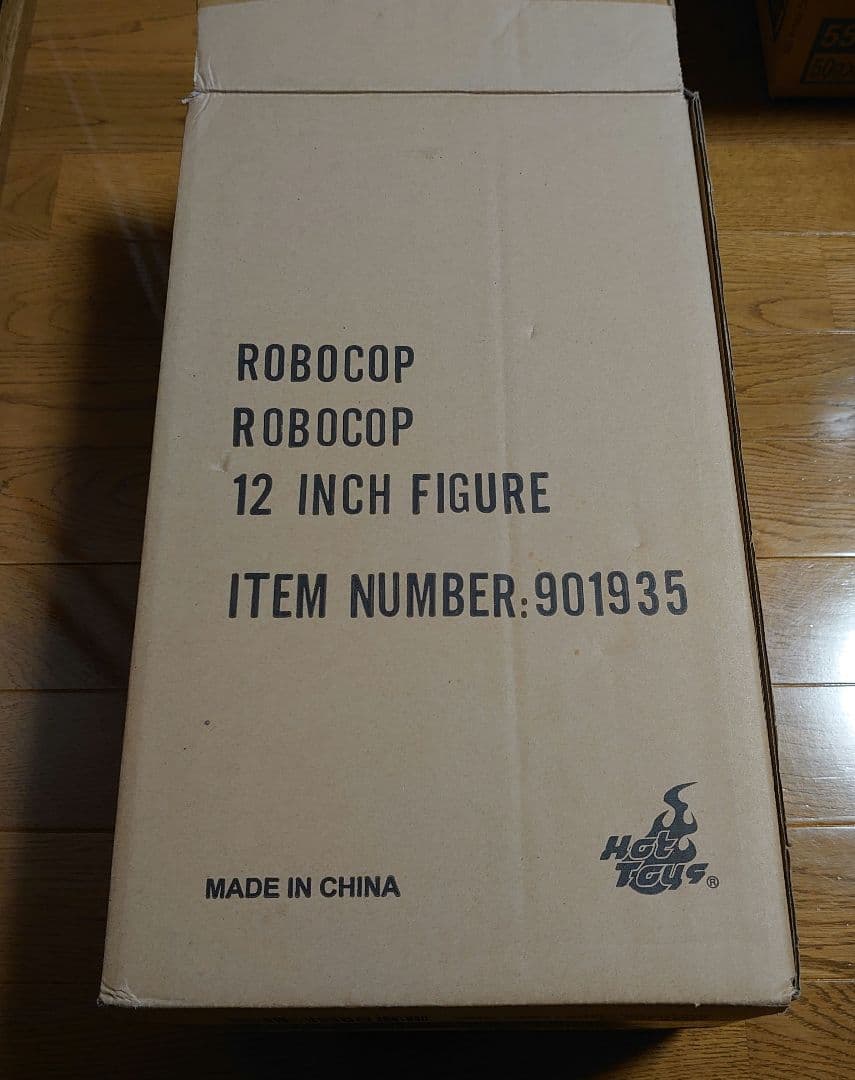 ROBOCOP
ROBOCOP
12 INCH FIGURE
ITEM NUMBER:901935
MADE IN CHINA
Hot
Toys®